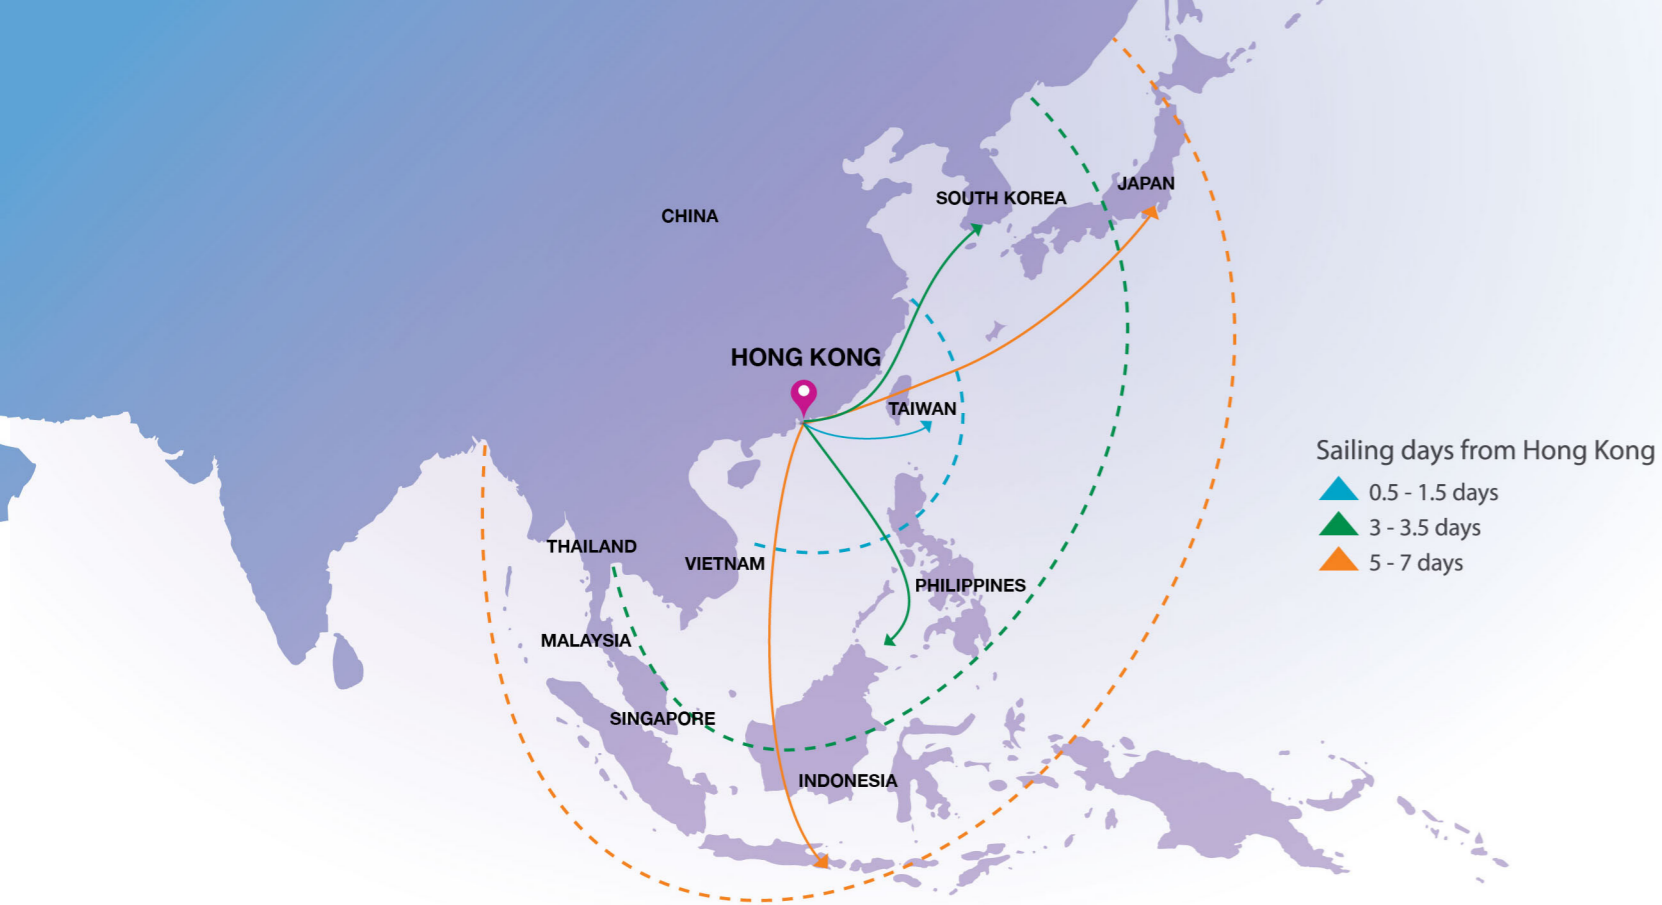 JAPAN
SOUTH KOREA
CHINA
HONG KONG
TAIWAN
Sailing days from Hong Kong
0.5 - 1.5 days
3 - 3.5 days
5 - 7 days
THAILAND
VIETNAM
PHILIPPINES
MALAYSIA
SINGAPORE
INDONESIA